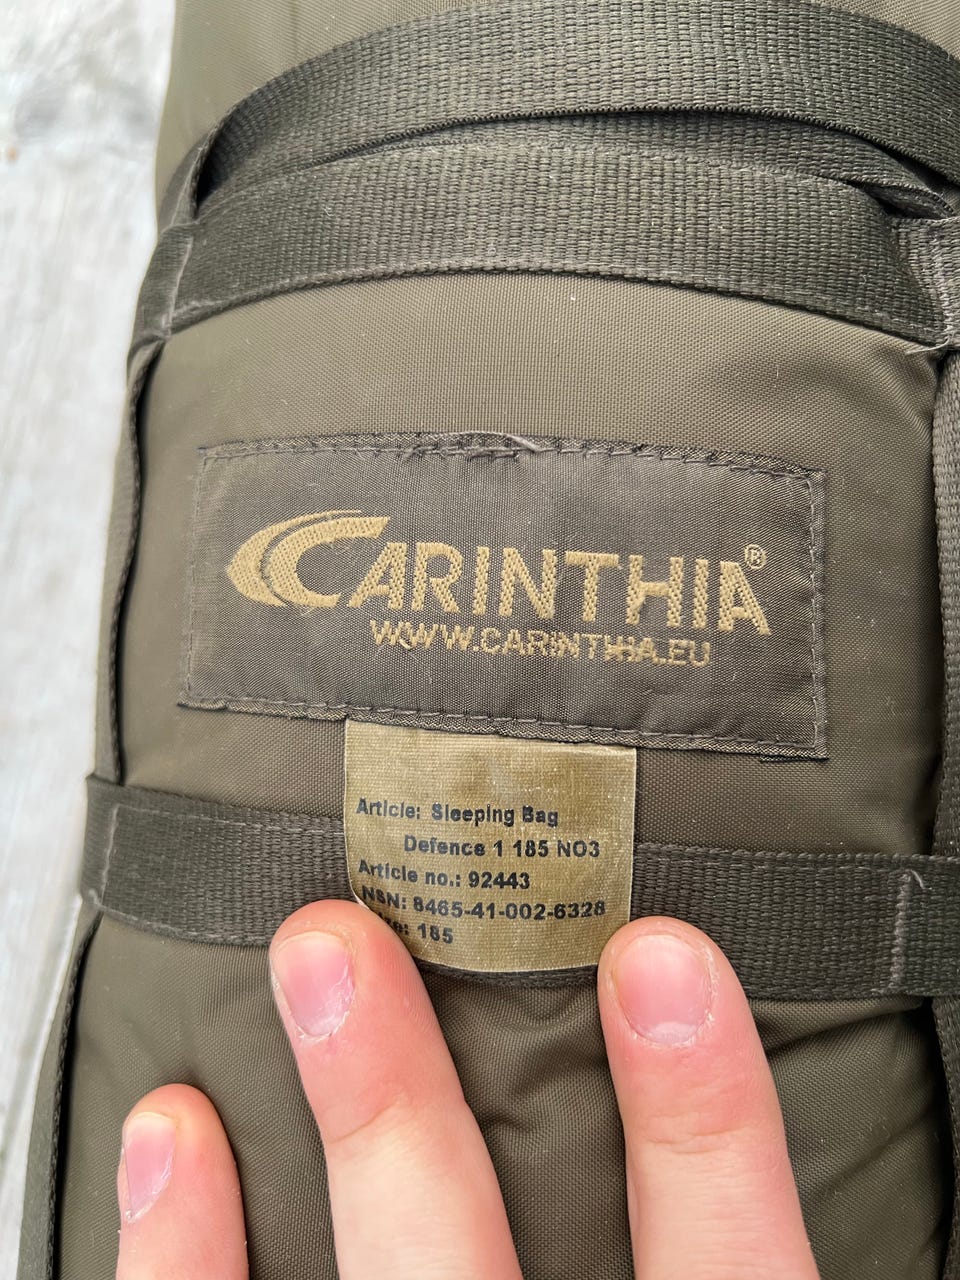 CARINTHIA®
WWW.CARINTHIA.EU
Article: Sleeping Bag
Defence 1 185 NO3
Article no.: 92443
NSN: 8465-41-002-6328
185